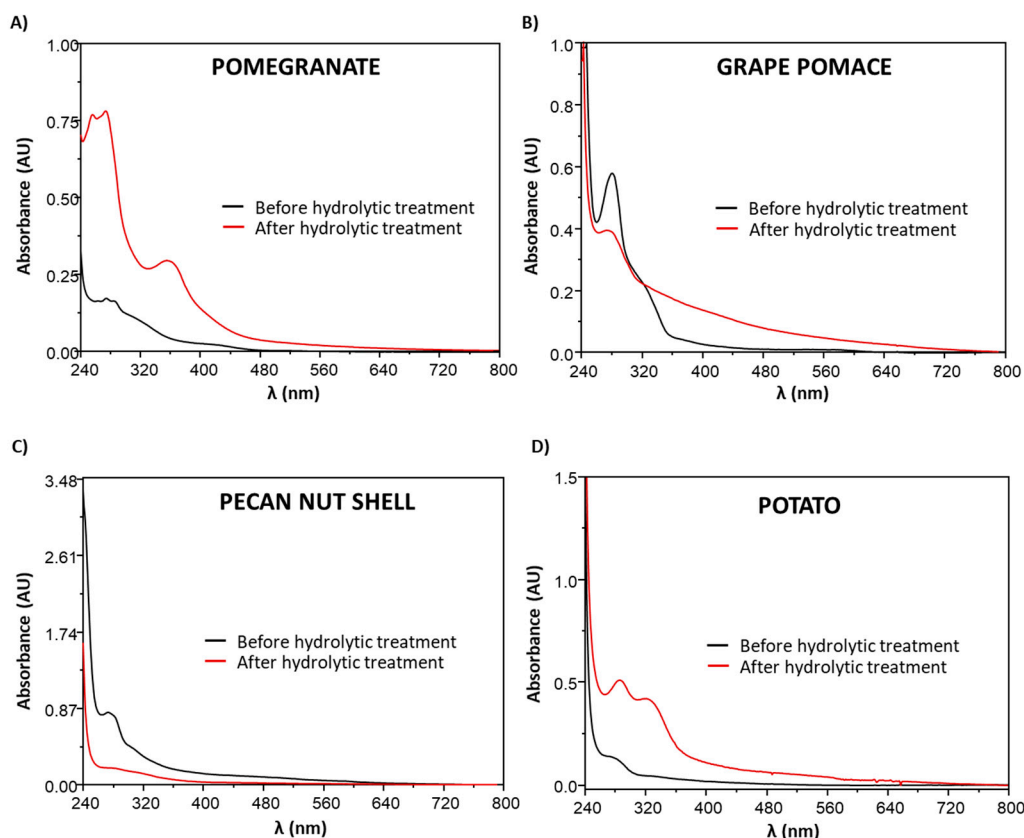 A)
POMEGRANATE
Absorbance (AU)
1.00
0.75
0.50
0.25
0.00
Before hydrolytic treatment
After hydrolytic treatment
240 320 400 480 560 640 720 800
λ (nm)
B)
GRAPE POMACE
Absorbance (AU)
1.0
0.8
0.6
0.4
0.2
0.0
Before hydrolytic treatment
After hydrolytic treatment
240 320 400 480 560 640 720 800
λ (nm)
C)
PECAN NUT SHELL
Absorbance (AU)
3.48
2.61
1.74
0.87
0.00
Before hydrolytic treatment
After hydrolytic treatment
240 320 400 480 560 640 720 800
λ (nm)
D)
POTATO
Absorbance (AU)
1.5
1.0
0.5
0.0
Before hydrolytic treatment
After hydrolytic treatment
240 320 400 480 560 640 720 800
λ (nm)